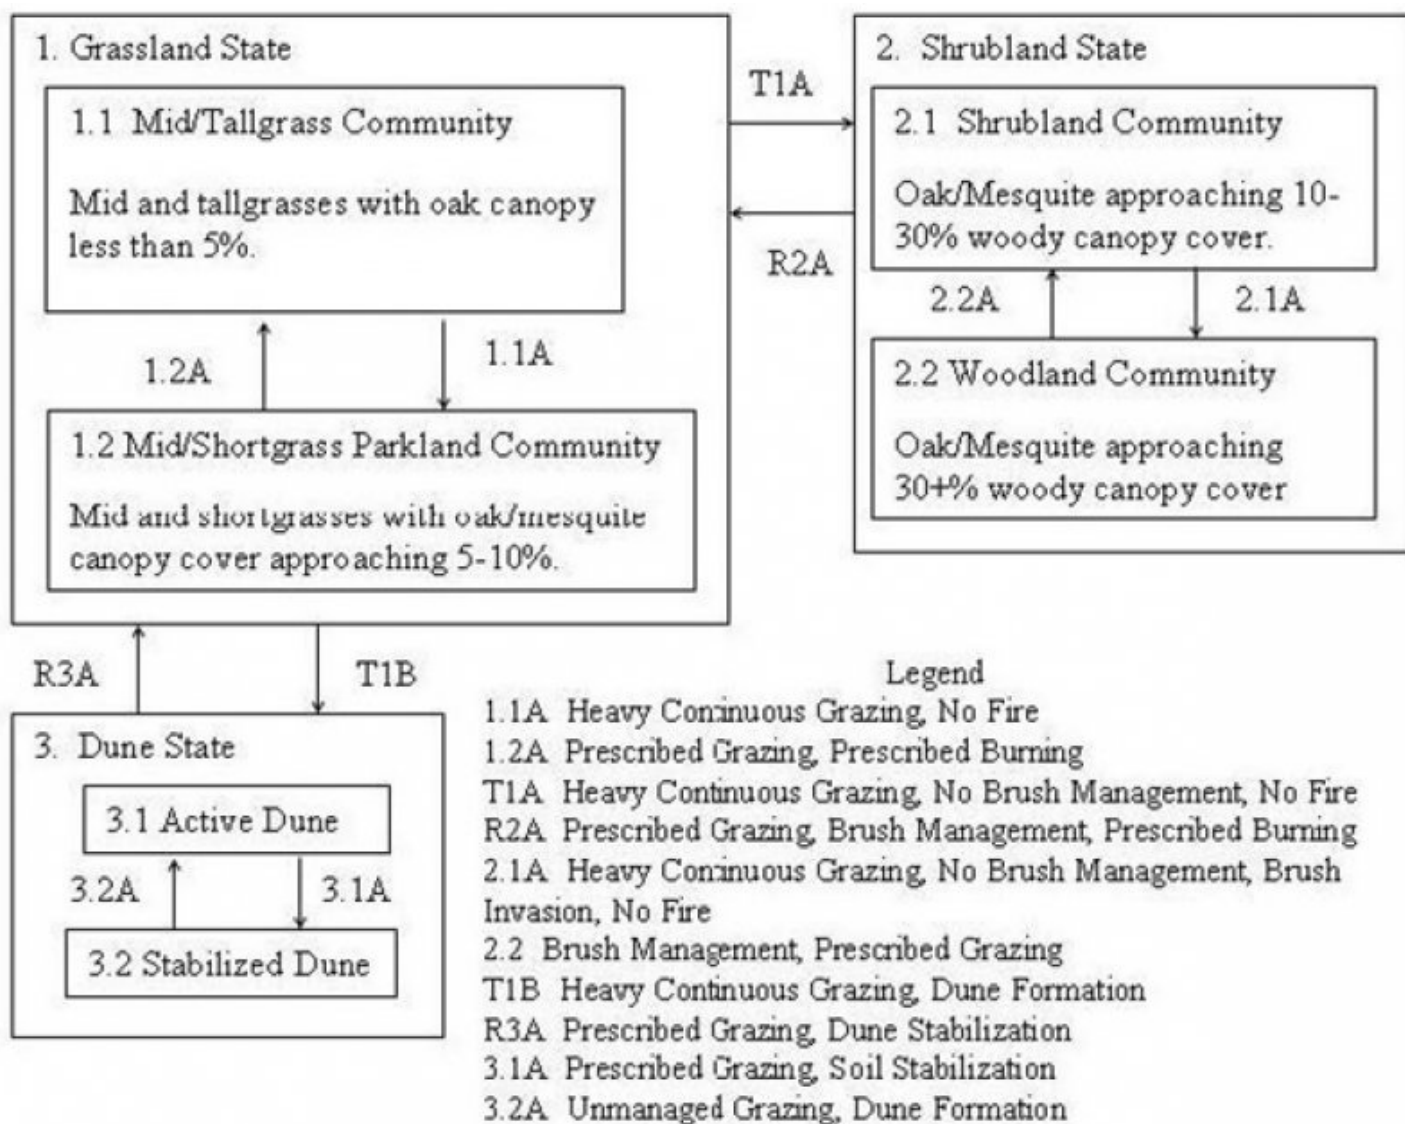 1. Grassland State
1.1 Mid/Tallgrass Community
Mid and tallgrasses with oak canopy
less than 5%.
1.2A
1.1A
1.2 Mid/Shortgrass Parkland Community
Mid and shortgrasses with oak/mesquite
canopy cover approaching 5-10%.
T1A
R2A
2. Shrubland State
2.1 Shrubland Community
Oak/Mesquite approaching 10-
30% woody canopy cover.
2.2A
2.1A
2.2 Woodland Community
Oak/Mesquite approaching
30+% woody canopy cover
R3A
T1B
3. Dune State
3.1 Active Dune
3.2A
3.1A
3.2 Stabilized Dune
Legend
1.1A Heavy Continuous Grazing, No Fire
1.2A Prescribed Grazing, Prescribed Burning
T1A Heavy Continuous Grazing, No Brush Management, No Fire
R2A Prescribed Grazing, Brush Management, Prescribed Burning
2.1A Heavy Continuous Grazing, No Brush Management, Brush
Invasion, No Fire
2.2 Brush Management, Prescribed Grazing
T1B Heavy Continuous Grazing, Dune Formation
R3A Prescribed Grazing, Dune Stabilization
3.1A Prescribed Grazing, Soil Stabilization
3.2A Unmanaged Grazing, Dune Formation